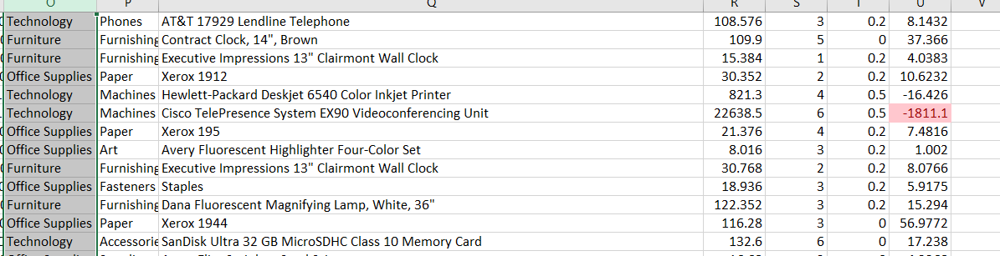 O P Q R S T U V
Technology Phones AT&T 17929 Lendline Telephone 108.576 3 0.2 8.1432
Furniture Furnishing Contract Clock, 14", Brown 109.9 5 0 37.366
Furniture Furnishing Executive Impressions 13" Clairmont Wall Clock 15.384 1 0.2 4.0383
Office Supplies Paper Xerox 1912 30.352 2 0.2 10.6232
Technology Machines Hewlett-Packard Deskjet 6540 Color Inkjet Printer 821.3 4 0.5 -16.426
Technology Machines Cisco TelePresence System EX90 Videoconferencing Unit 22638.5 6 0.5 -1811.1
Office Supplies Paper Xerox 195 21.376 4 0.2 7.4816
Office Supplies Art Avery Fluorescent Highlighter Four-Color Set 8.016 3 0.2 1.002
Furniture Furnishing Executive Impressions 13" Clairmont Wall Clock 30.768 2 0.2 8.0766
Office Supplies Fasteners Staples 18.936 3 0.2 5.9175
Furniture Furnishing Dana Fluorescent Magnifying Lamp, White, 36" 122.352 3 0.2 15.294
Office Supplies Paper Xerox 1944 116.28 3 0 56.9772
Technology Accessorie SanDisk Ultra 32 GB MicroSDHC Class 10 Memory Card 132.6 6 0 17.238